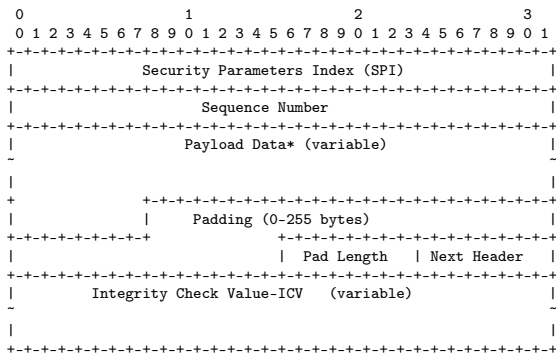 0                   1                   2                   3
0 1 2 3 4 5 6 7 8 9 0 1 2 3 4 5 6 7 8 9 0 1 2 3 4 5 6 7 8 9 0 1
+-+-+-+-+-+-+-+-+-+-+-+-+-+-+-+-+-+-+-+-+-+-+-+-+-+-+-+-+-+-+-+-+
|               Security Parameters Index (SPI)                 |
+-+-+-+-+-+-+-+-+-+-+-+-+-+-+-+-+-+-+-+-+-+-+-+-+-+-+-+-+-+-+-+-+
|                      Sequence Number                          |
+-+-+-+-+-+-+-+-+-+-+-+-+-+-+-+-+-+-+-+-+-+-+-+-+-+-+-+-+-+-+-+-+
|                    Payload Data* (variable)                   |
~                                                               ~
|                                                               |
+               +-+-+-+-+-+-+-+-+-+-+-+-+-+-+-+-+-+-+-+-+-+-+-+-+
|               |     Padding (0-255 bytes)                     |
+-+-+-+-+-+-+-+-+               +-+-+-+-+-+-+-+-+-+-+-+-+-+-+-+-+
|                               |  Pad Length   | Next Header   |
+-+-+-+-+-+-+-+-+-+-+-+-+-+-+-+-+-+-+-+-+-+-+-+-+-+-+-+-+-+-+-+-+
|         Integrity Check Value-ICV   (variable)                |
~                                                               ~
|                                                               |
+-+-+-+-+-+-+-+-+-+-+-+-+-+-+-+-+-+-+-+-+-+-+-+-+-+-+-+-+-+-+-+-+